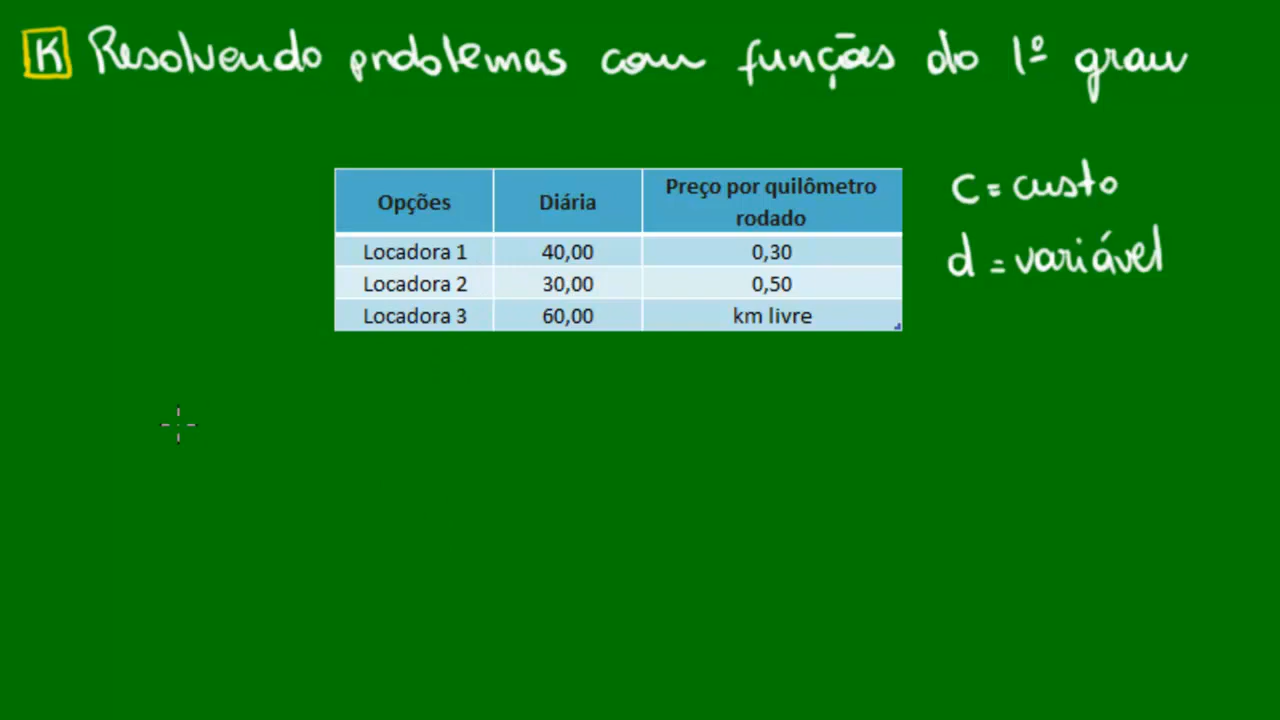 K Resolvendo problemas com funções do 1º grau
Opções Diária Preço por quilômetro rodado
Locadora 1 40,00 0,30
Locadora 2 30,00 0,50
Locadora 3 60,00 km livre
c = custo
d = variável